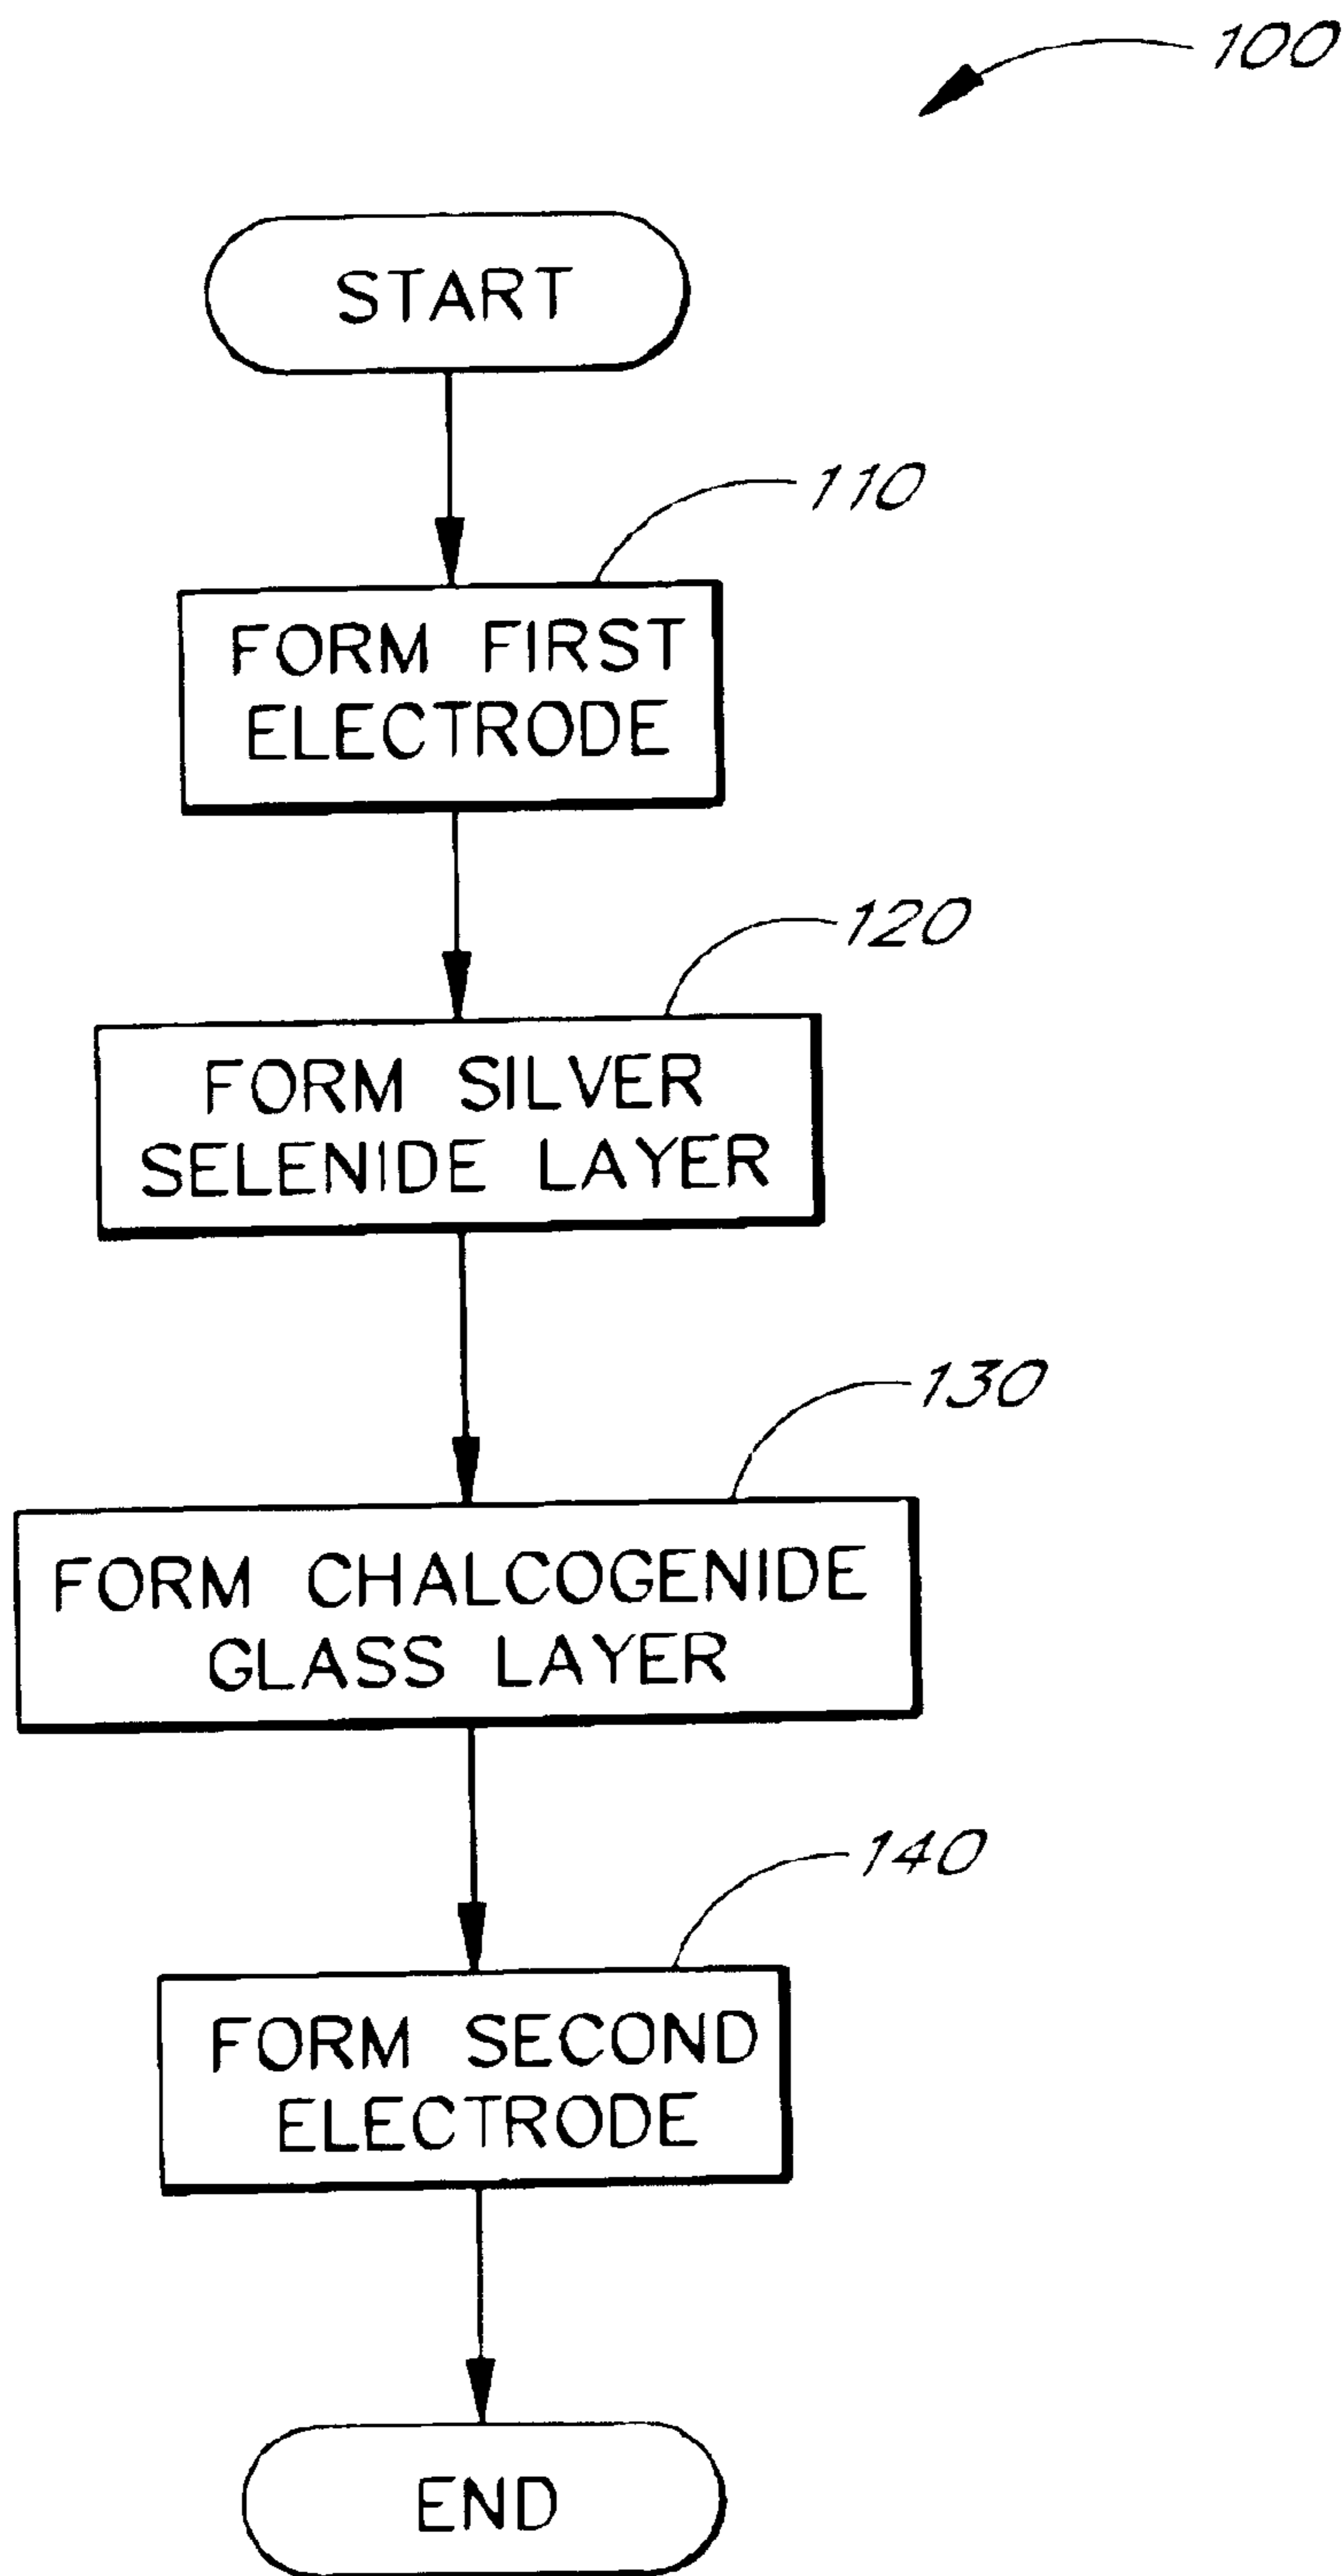 100
START
110
FORM FIRST
ELECTRODE
120
FORM SILVER
SELENIDE LAYER
130
FORM CHALCOGENIDE
GLASS LAYER
140
FORM SECOND
ELECTRODE
END